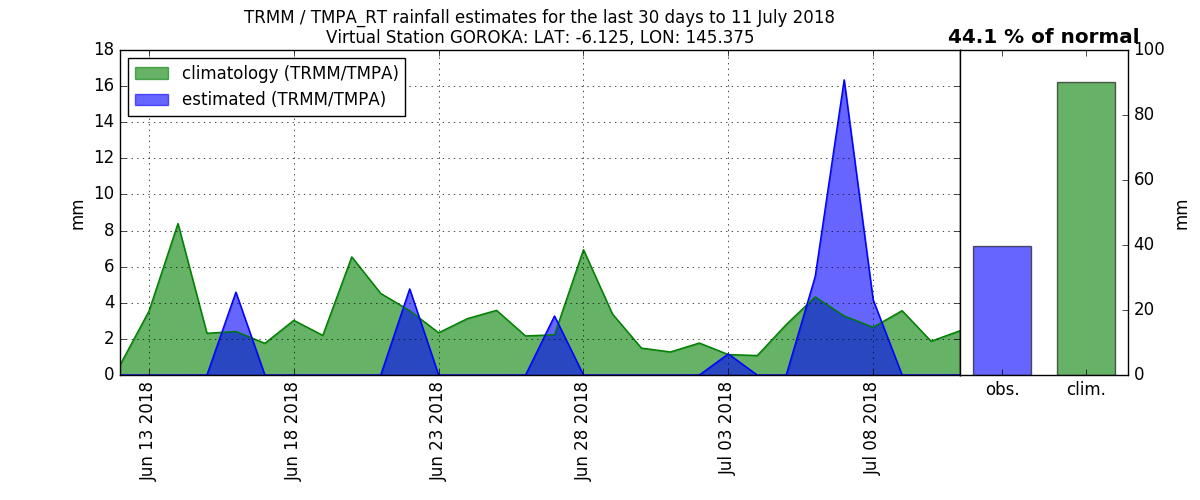 TRMM / TMPA_RT rainfall estimates for the last 30 days to 11 July 2018
Virtual Station GOROKA: LAT: -6.125, LON: 145.375
44.1 % of normal
climatology (TRMM/TMPA)
estimated (TRMM/TMPA)
18
16
14
12
10
8
6
4
2
0
mm
Jun 13 2018
Jun 18 2018
Jun 23 2018
Jun 28 2018
Jul 03 2018
Jul 08 2018
obs.
clim.
100
80
60
40
20
0
mm